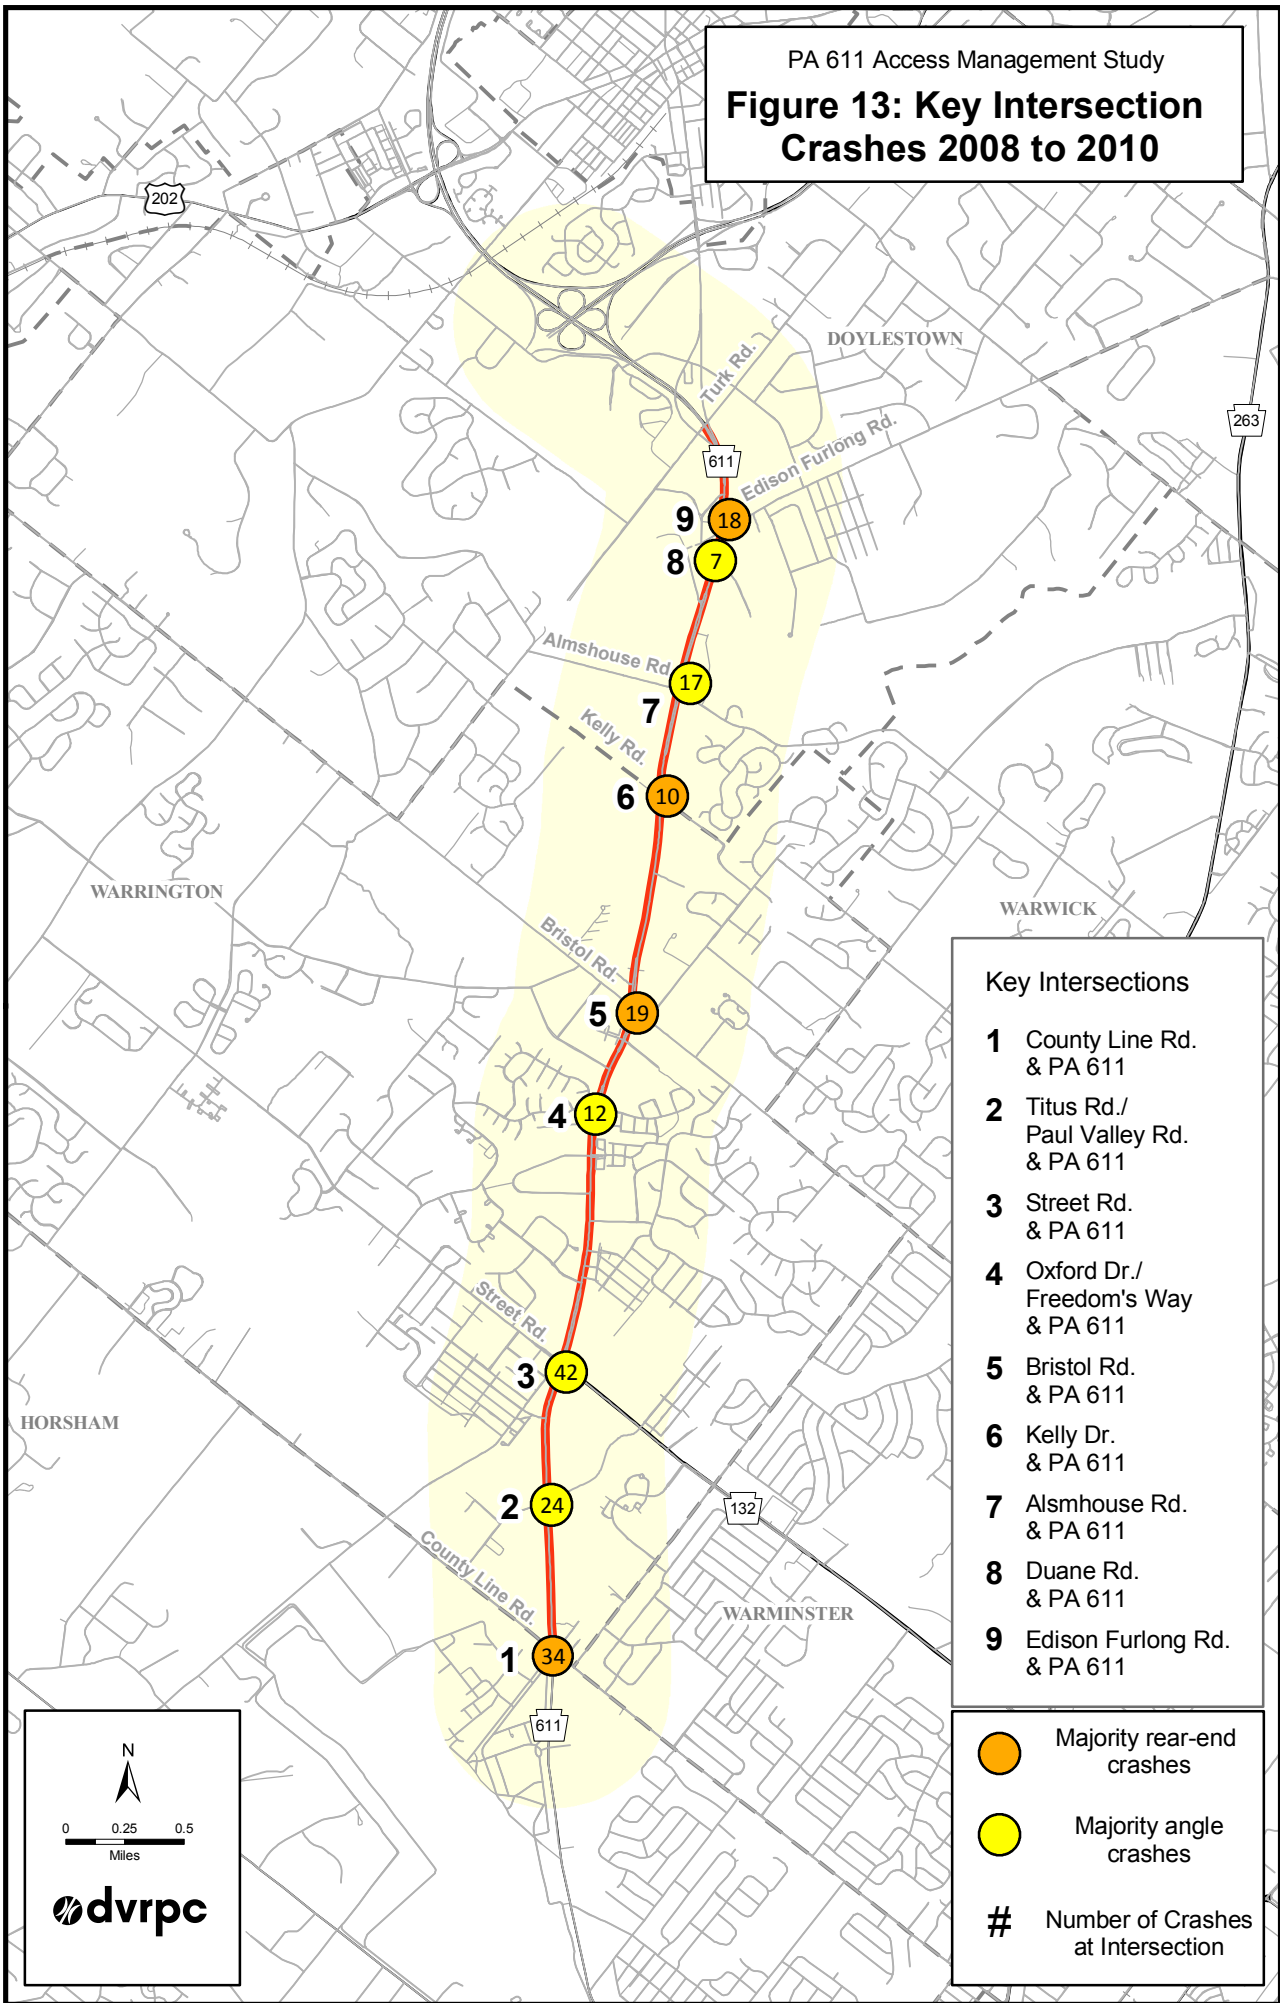 PA 611 Access Management Study
Figure 13: Key Intersection
Crashes 2008 to 2010
202
DOYLESTOWN
Turk Rd.
263
611
Edison Furlong Rd.
9
18
8
7
Almshouse Rd.
17
7
Kelly Rd.
6
10
WARRINGTON
WARWICK
Bristol Rd.
5
19
4
12
Street Rd.
3
42
HORSHAM
2
24
132
County Line Rd.
WARMINSTER
1
34
611
Key Intersections
1 County Line Rd.
& PA 611
2 Titus Rd./
Paul Valley Rd.
& PA 611
3 Street Rd.
& PA 611
4 Oxford Dr./
Freedom's Way
& PA 611
5 Bristol Rd.
& PA 611
6 Kelly Dr.
& PA 611
7 Alsmhouse Rd.
& PA 611
8 Duane Rd.
& PA 611
9 Edison Furlong Rd.
& PA 611
Majority rear-end
crashes
Majority angle
crashes
# Number of Crashes
at Intersection
N
0 0.25 0.5
Miles
dvrpc